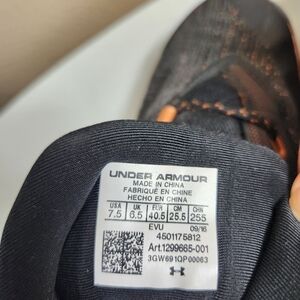 UNDER ARMOUR
MADE IN CHINA
FABRIQUÉ EN CHINE
HECHO EN CHINA
USA UK EUR CM CHN
7.5 6.5 40.5 25.5 255
EVU 09/16
4501175812
Art.1299665-001
3GW691QP00063